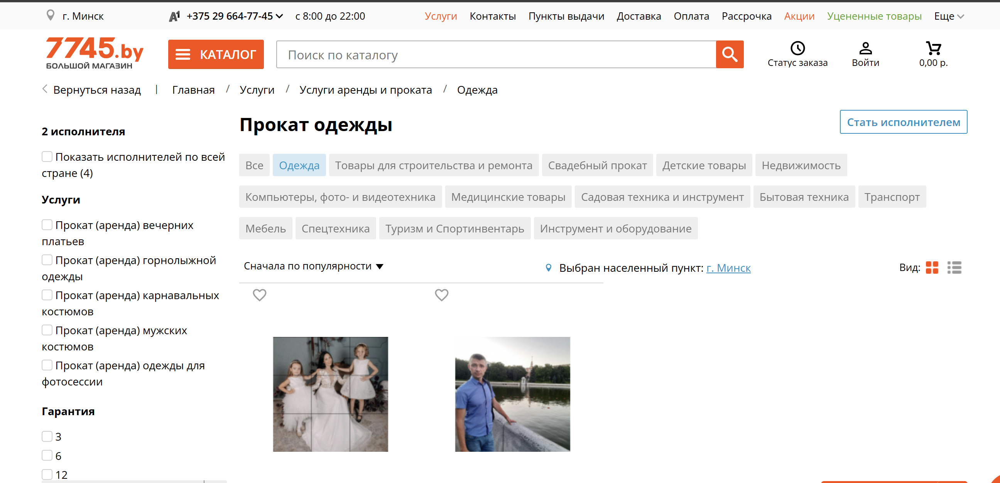 г. Минск
+375 29 664-77-45
с 8:00 до 22:00
Услуги Контакты Пункты выдачи Доставка Оплата Рассрочка Акции Уцененные товары Еще
7745.by
БОЛЬШОЙ МАГАЗИН
КАТАЛОГ
Поиск по каталогу
Статус заказа
Войти
0,00 р.
Вернуться назад | Главная / Услуги / Услуги аренды и проката / Одежда
2 исполнителя
Показать исполнителей по всей
стране (4)
Услуги
Прокат (аренда) вечерних
платьев
Прокат (аренда) горнолыжной
одежды
Прокат (аренда) карнавальных
костюмов
Прокат (аренда) мужских
костюмов
Прокат (аренда) одежды для
фотосессии
Гарантия
3
6
12
Прокат одежды
Стать исполнителем
Все Одежда Товары для строительства и ремонта Свадебный прокат Детские товары Недвижимость
Компьютеры, фото- и видеотехника Медицинские товары Садовая техника и инструмент Бытовая техника Транспорт
Мебель Спецтехника Туризм и Спортинвентарь Инструмент и оборудование
Сначала по популярности
Выбран населенный пункт: г. Минск
Вид: